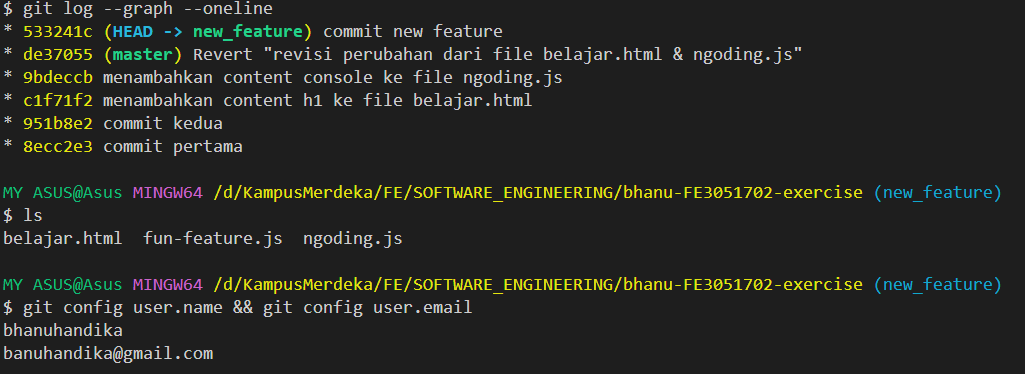 $ git log --graph --oneline
* 533241c (HEAD -> new_feature) commit new feature
* de37055 (master) Revert "revisi perubahan dari file belajar.html & ngoding.js"
* 9bdeccb menambahkan content console ke file ngoding.js
* c1f71f2 menambahkan content h1 ke file belajar.html
* 951b8e2 commit kedua
* 8ecc2e3 commit pertama
MY ASUS@Asus MINGW64 /d/KampusMerdeka/FE/SOFTWARE_ENGINEERING/bhanu-FE3051702-exercise (new_feature)
$ ls
belajar.html  fun-feature.js  ngoding.js
MY ASUS@Asus MINGW64 /d/KampusMerdeka/FE/SOFTWARE_ENGINEERING/bhanu-FE3051702-exercise (new_feature)
$ git config user.name && git config user.email
bhanuhandika
banuhandika@gmail.com